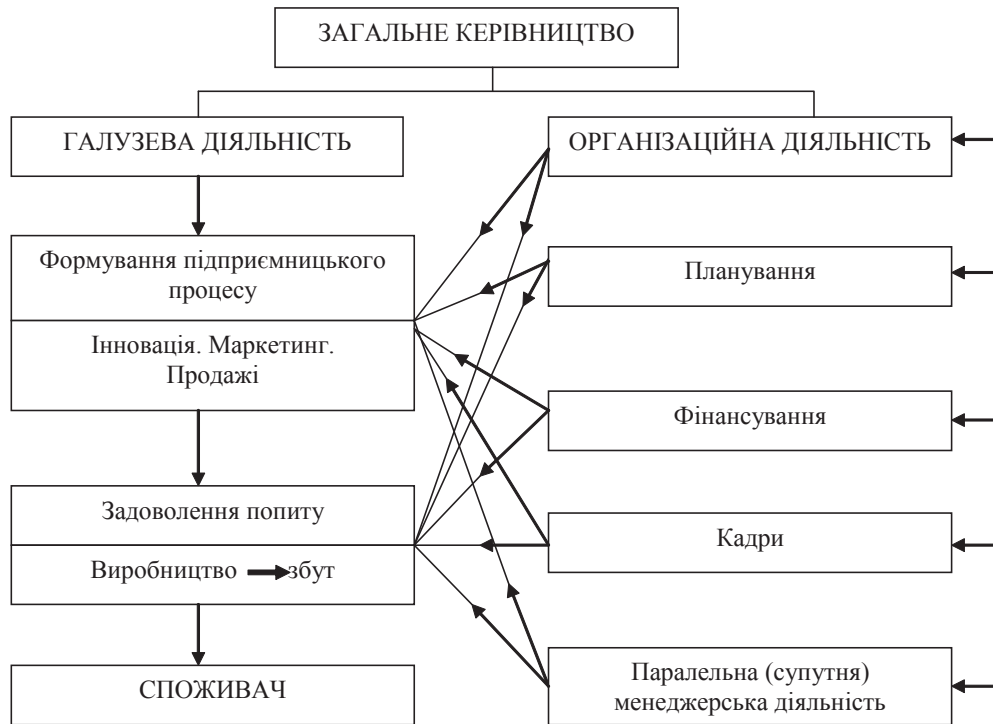 ЗАГАЛЬНЕ КЕРІВНИЦТВО
ГАЛУЗЕВА ДІЯЛЬНІСТЬ
ОРГАНІЗАЦІЙНА ДІЯЛЬНІСТЬ
Формування підприємницького
процесу
Інновація. Маркетинг.
Продажі
Задоволення попиту
Виробництво збут
СПОЖИВАЧ
Планування
Фінансування
Кадри
Паралельна (супутня)
менеджерська діяльність